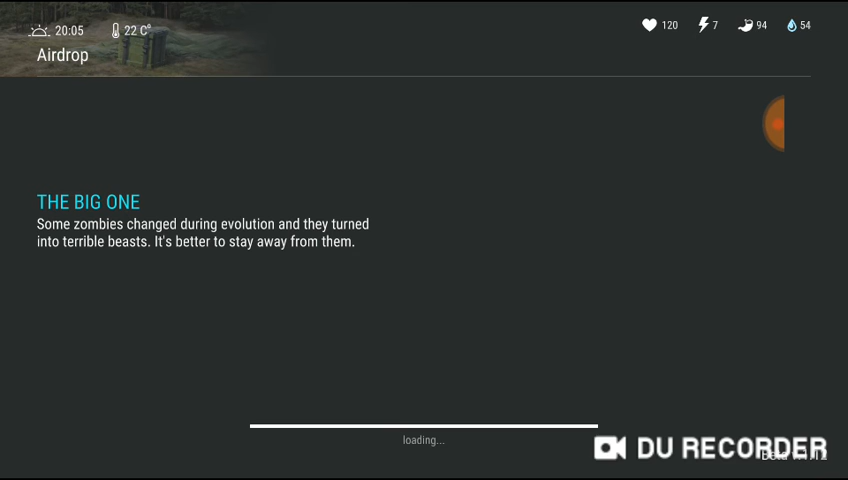 20:05 22 C°
120 7 94 54
Airdrop
THE BIG ONE
Some zombies changed during evolution and they turned
into terrible beasts. It's better to stay away from them.
loading...
DU RECORDER